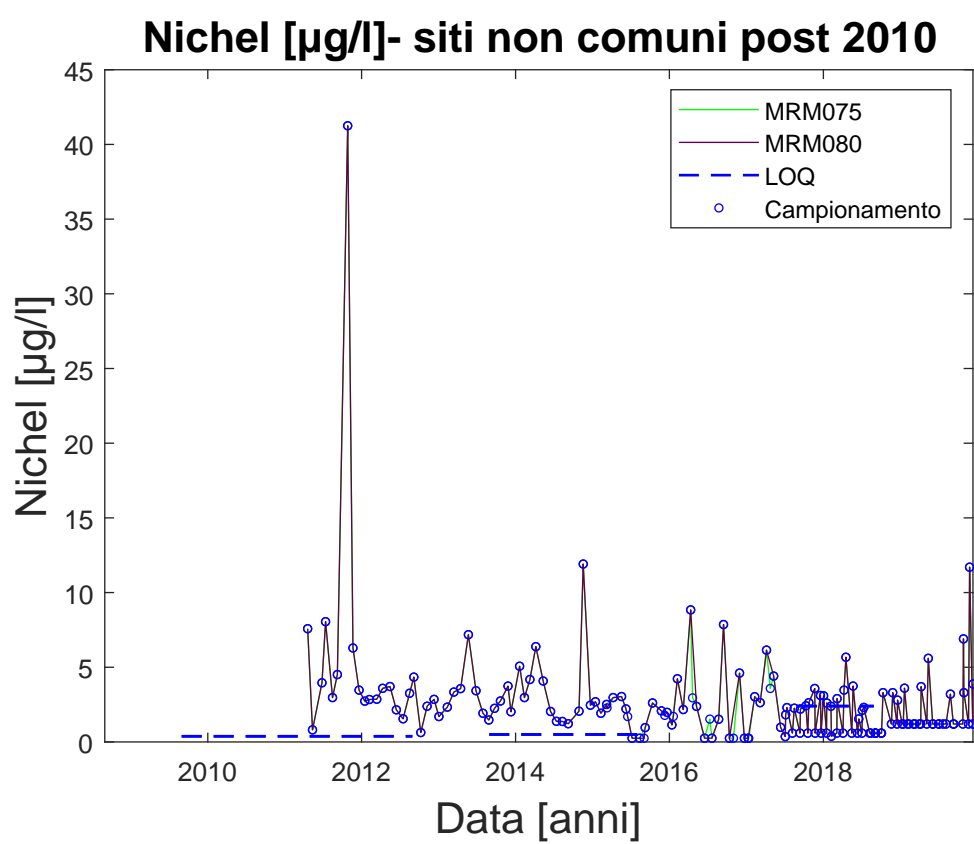 Nichel [µg/l]- siti non comuni post 2010
45
40
35
30
25
20
15
10
5
0
Nichel [µg/l]
MRM075
MRM080
LOQ
Campionamento
2010 2012 2014 2016 2018
Data [anni]